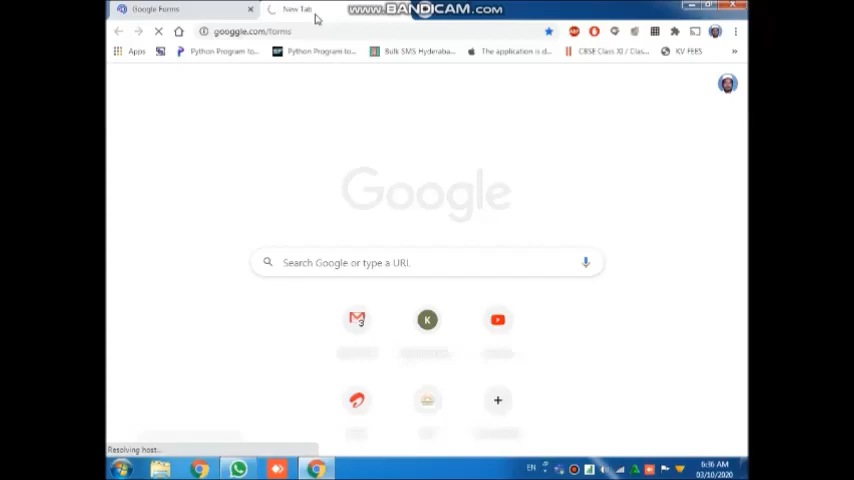 Google Forms
New Tab
www.BANDICAM.com
googgle.com/forms
Apps
Python Program to
Python Program to...
Bulk SMS Hyderaba...
The application is d...
CBSE Class XI / Clas...
KV FEES
»
Google
Search Google or type a URL
3
K
Resolving host...
EN
6:36 AM
03/10/2020